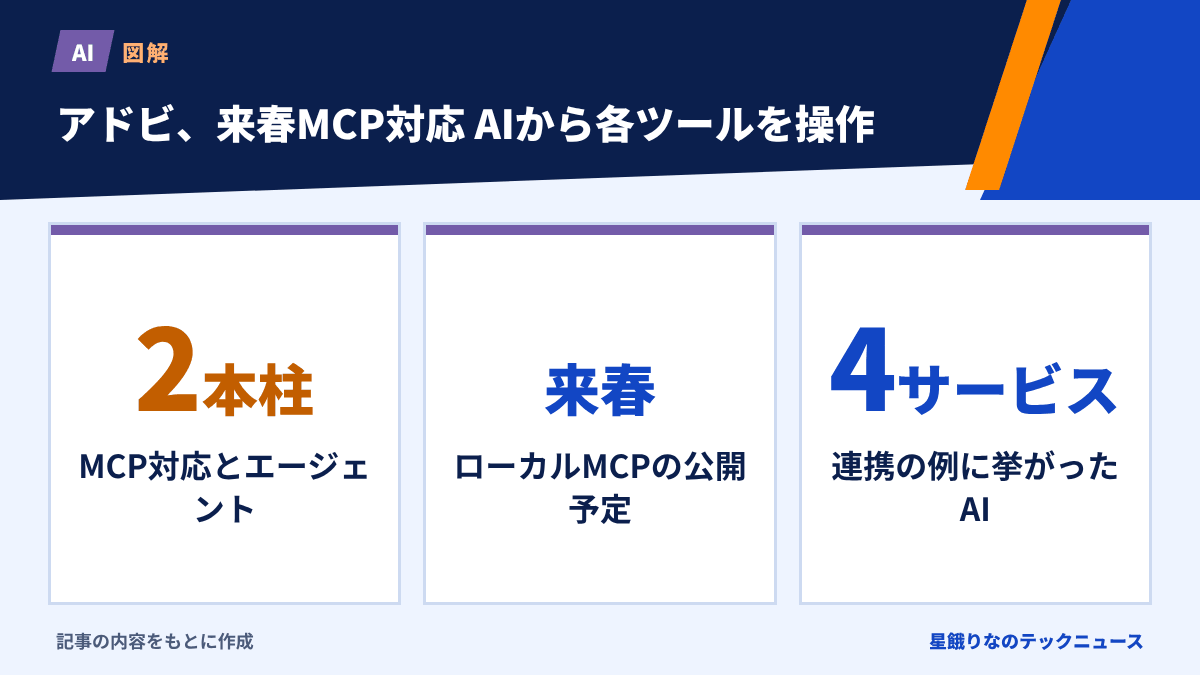 AI 図解
アドビ、来春MCP対応 AIから各ツールを操作
2本柱
MCP対応とエージェ
ント
来春
ローカルMCPの公開
予定
4サービス
連携の例に挙がった
AI
記事の内容をもとに作成
星餓りなのテックニュース